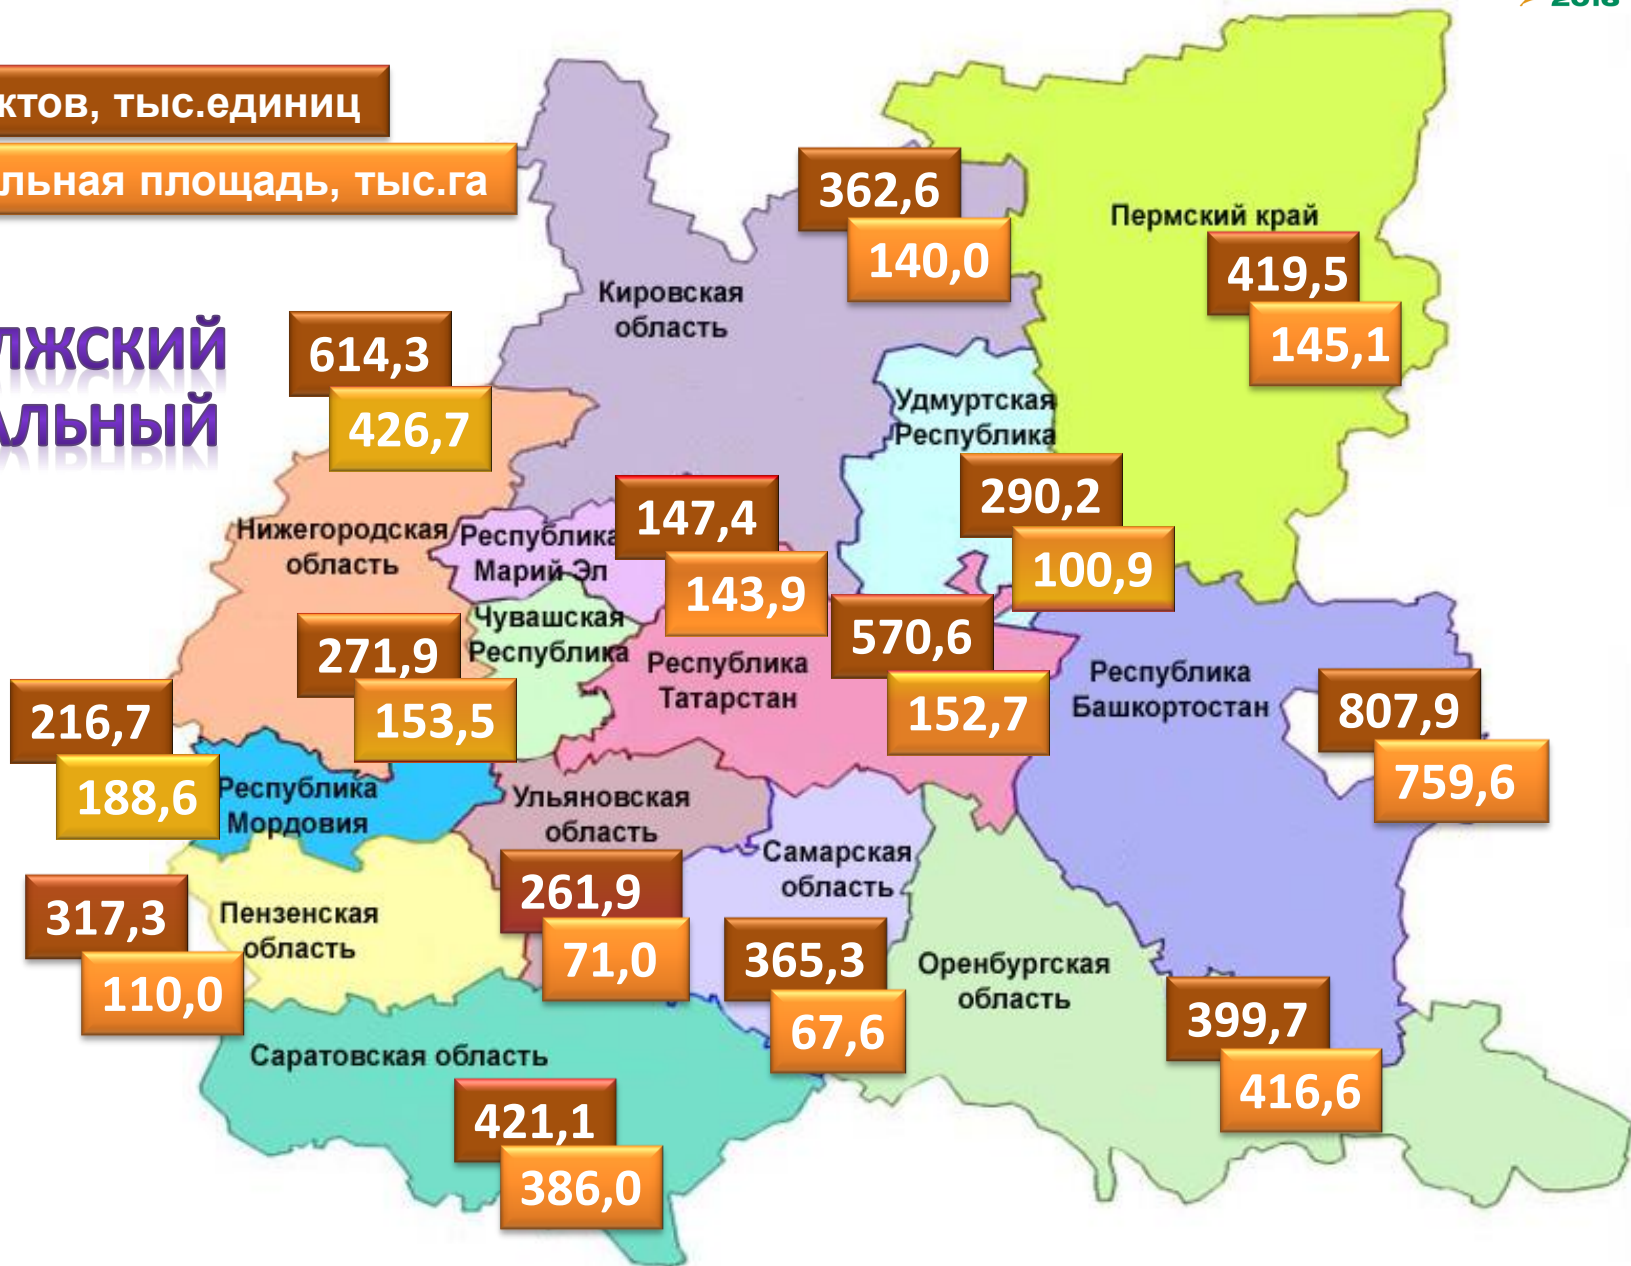 2018
ктов, тыс.единиц
льная площадь, тыс.га
лжский
альный
362,6
140,0
Пермский край
419,5
145,1
Кировская
область
614,3
426,7
Удмуртская
Республика
290,2
100,9
Нижегородская
область
Республика
Марий Эл
147,4
143,9
Чувашская
Республика
271,9
153,5
Республика
Татарстан
570,6
152,7
Республика
Башкортостан
807,9
759,6
216,7
188,6
Республика
Мордовия
Ульяновская
область
261,9
71,0
Самарская
область
365,3
67,6
317,3
110,0
Пензенская
область
Оренбургская
область
399,7
416,6
Саратовская область
421,1
386,0